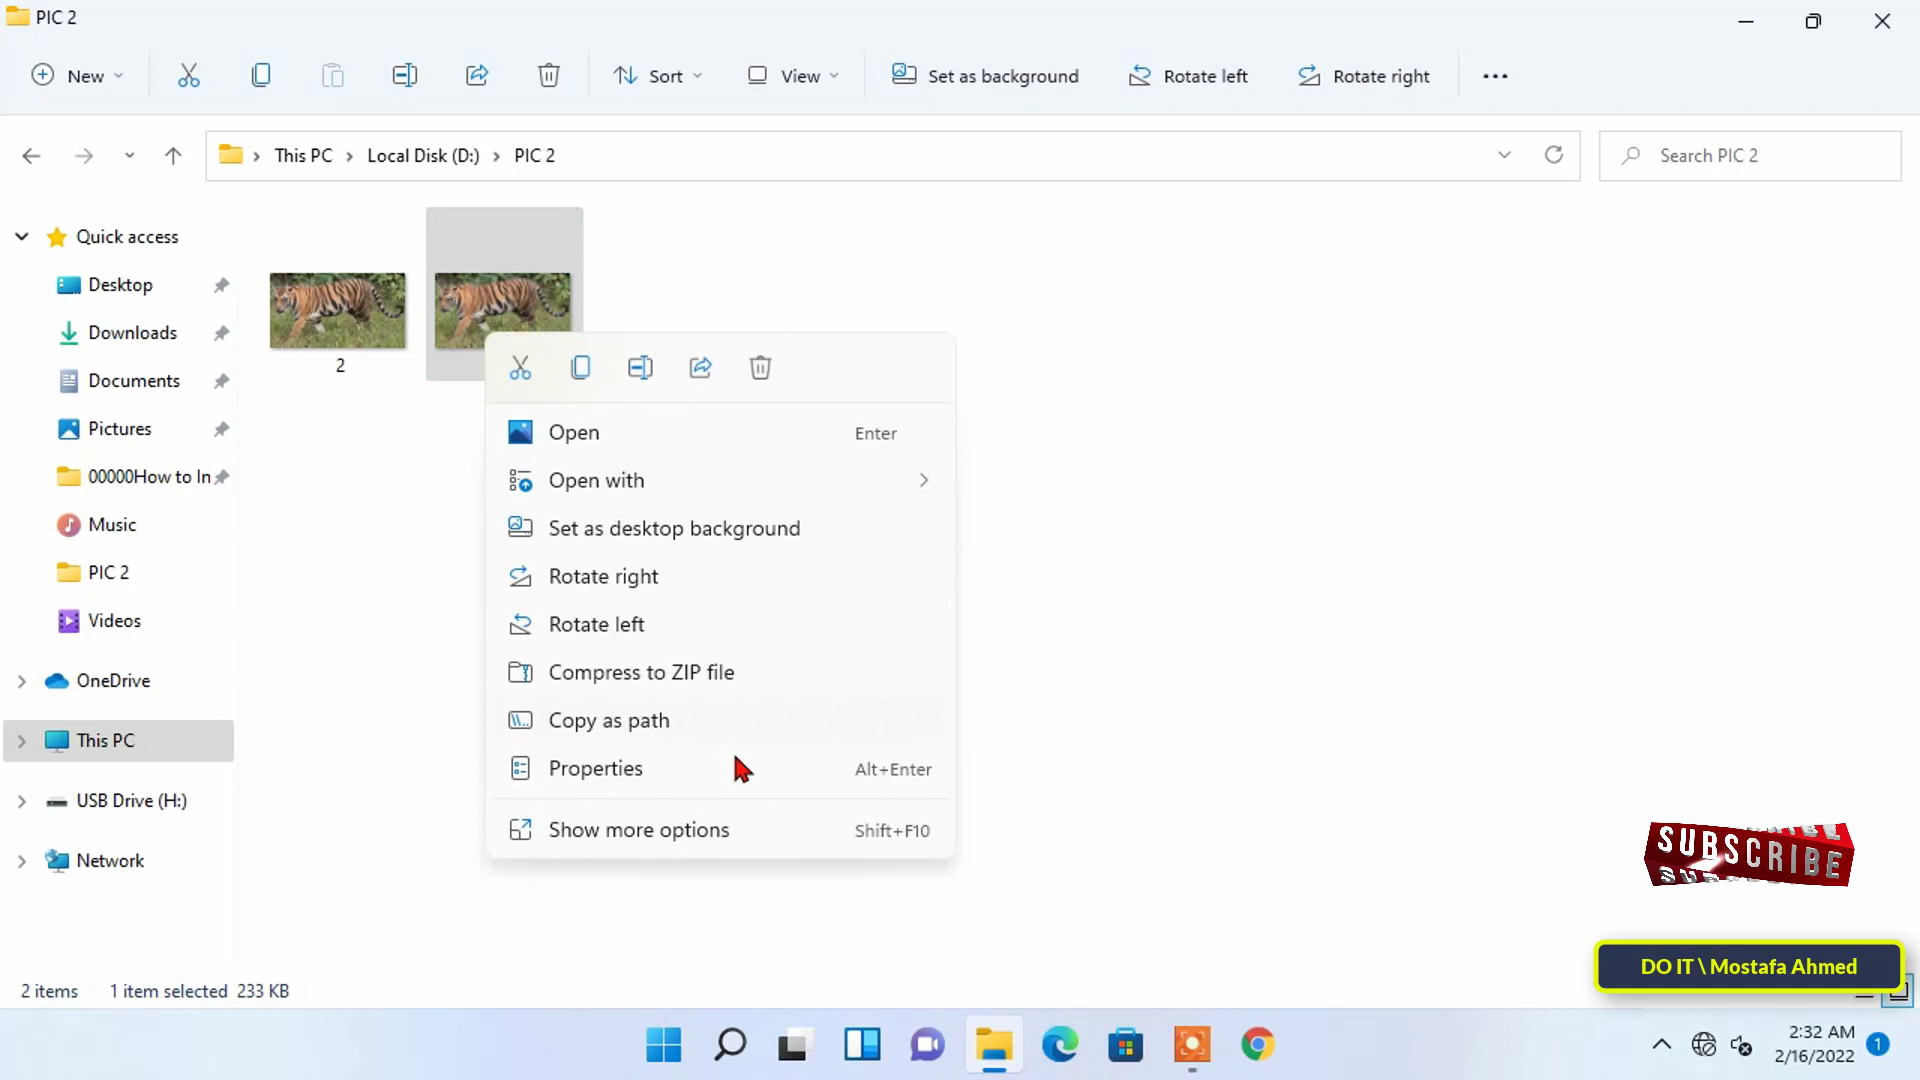 PIC 2
New
Sort
View
Set as background
Rotate left
Rotate right
This PC
Local Disk (D:)
PIC 2
Search PIC 2
Quick access
Desktop
Downloads
Documents
Pictures
00000How to In
Music
PIC 2
Videos
OneDrive
This PC
USB Drive (H:)
Network
2
Open Enter
Open with
Set as desktop background
Rotate right
Rotate left
Compress to ZIP file
Copy as path
Properties Alt+Enter
Show more options Shift+F10
SUBSCRIBE
DO IT \ Mostafa Ahmed
2 items 1 item selected 233 KB
2:32 AM
2/16/2022
1